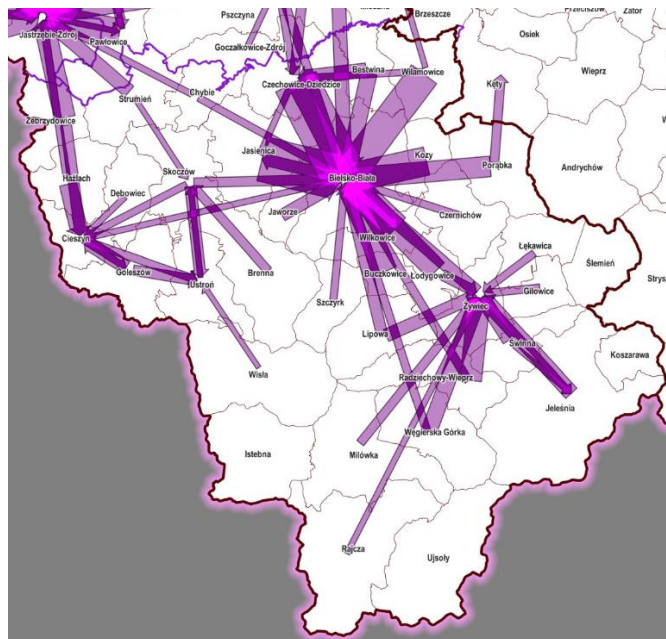 Pszczyna
Brzeszcze
Zator
Jastrzębie-Zdrój
Pawłowice
Goczałkowice-Zdrój
Osiek
Bestwina
Wilamowice
Wieprz
Czechowice-Dziedzice
Kęty
Strumień
Chybie
Zebrzydowice
Jasienica
Kozy
Porąbka
Andrychów
Hażlach
Skoczów
Bielsko-Biała
Dębowiec
Jaworze
Czernichów
Cieszyn
Wilkowice
Łękawica
Goleszów
Brenna
Buczkowice
Łodygowice
Ślemień
Ustroń
Gilowice
Szczyrk
Żywiec
Lipowa
Świnna
Koszarawa
Wisła
Radziechowy-Wieprz
Jeleśnia
Węgierska Górka
Istebna
Milówka
Rajcza
Ujsoły